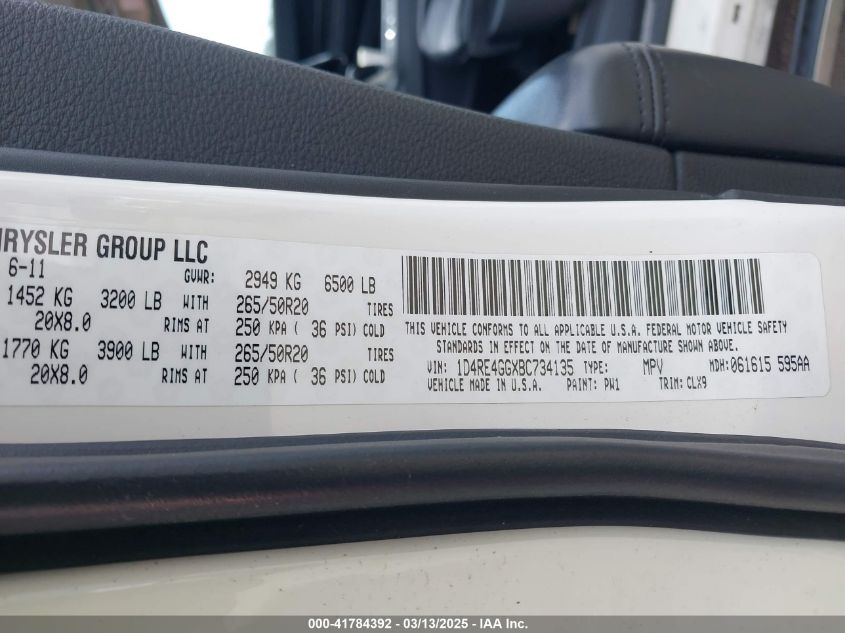 HRYSLER GROUP LLC
6-11 GVWR: 2949 KG 6500 LB
1452 KG 3200 LB WITH 265/50R20 TIRES
20X8.0 RIMS AT 250 KPA ( 36 PSI) COLD
1770 KG 3900 LB WITH 265/50R20 TIRES
20X8.0 RIMS AT 250 KPA ( 36 PSI) COLD
THIS VEHICLE CONFORMS TO ALL APPLICABLE U.S.A. FEDERAL MOTOR VEHICLE SAFETY
STANDARDS IN EFFECT ON THE DATE OF MANUFACTURE SHOWN ABOVE.
VIN: 1D4RE4GGXBC734135 TYPE: MPV MDH: 061615 595AA
VEHICLE MADE IN U.S.A. PAINT: PW1 TRIM: CLX9
000-41784392 - 03/13/2025 - IAA Inc.